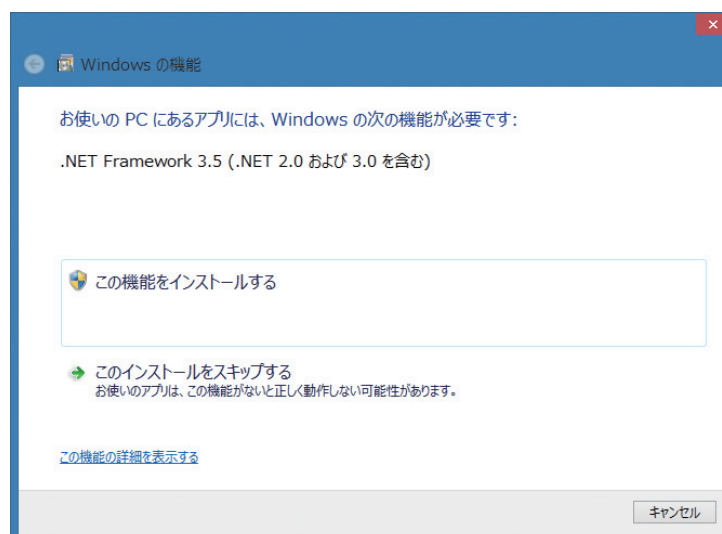 Windows の機能
お使いの PC にあるアプリには、Windows の次の機能が必要です:
.NET Framework 3.5 (.NET 2.0 および 3.0 を含む)
この機能をインストールする
このインストールをスキップする
お使いのアプリは、この機能がないと正しく動作しない可能性があります。
この機能の詳細を表示する
キャンセル